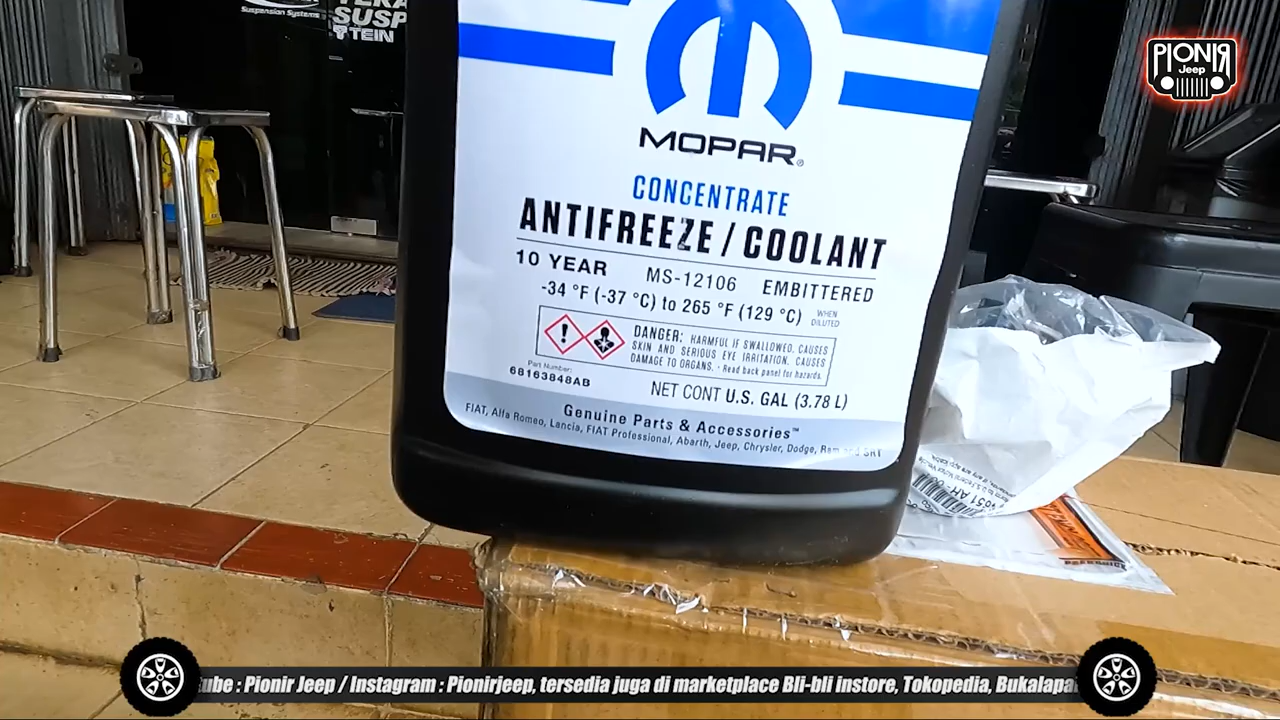 Suspension Systems
SUSP
TEIN
PIONIR
Jeep
MOPAR®
CONCENTRATE
ANTIFREEZE / COOLANT
10 YEAR MS-12106 EMBITTERED
-34 °F (-37 °C) to 265 °F (129 °C) WHEN DILUTED
DANGER: HARMFUL IF SWALLOWED. CAUSES
SKIN AND SERIOUS EYE IRRITATION. CAUSES
DAMAGE TO ORGANS. · Read back panel for hazards.
Part Number:
68163848AB
NET CONT U.S. GAL (3.78 L)
Genuine Parts & Accessories™
FIAT, Alfa Romeo, Lancia, FIAT Professional, Abarth, Jeep, Chrysler, Dodge, Ram and SRT
ube : Pionir Jeep / Instagram : Pionirjeep, tersedia juga di marketplace Bli-bli instore, Tokopedia, Bukalapa